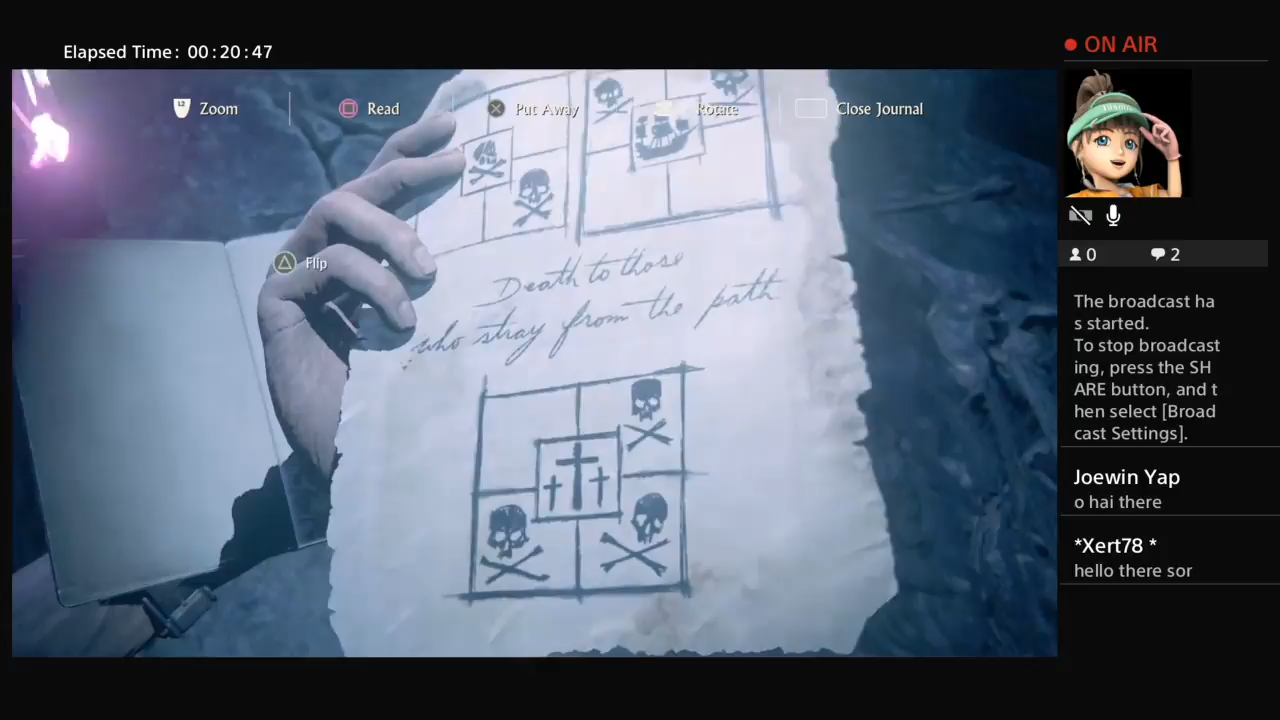 Elapsed Time: 00:20:47
ON AIR
L2 Zoom
Read
Put Away
Rotate
Close Journal
Flip
Death to those
who stray from the path
0
2
The broadcast ha
s started.
To stop broadcast
ing, press the SH
ARE button, and t
hen select [Broad
cast Settings].
Joewin Yap
o hai there
*Xert78 *
hello there sor